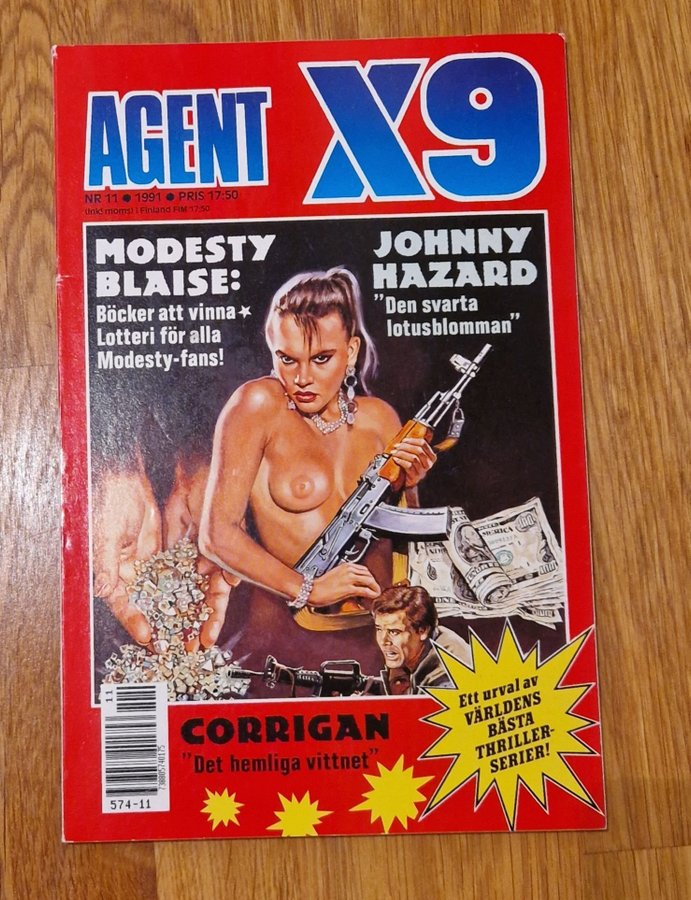 AGENT X9
NR 11 • 1991 • PRIS 17:50
(inkl moms) i Finland FIM 17,50
MODESTY
BLAISE:
Böcker att vinna ★
Lotteri för alla
Modesty-fans!
JOHNNY
HAZARD
"Den svarta
lotusblomman"
CORRIGAN
"Det hemliga vittnet"
Ett urval av
VÄRLDENS
BÄSTA
THRILLER-
SERIER!
11
574-11